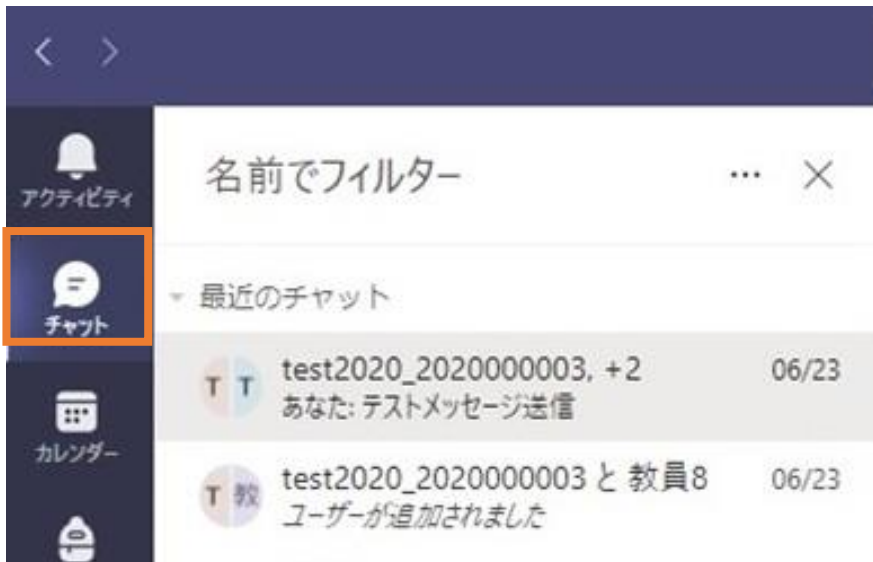 アクティビティ
名前でフィルター ... ×
チャット
最近のチャット
T T test2020_2020000003, +2 06/23
あなた: テストメッセージ送信
カレンダー
T 教 test2020_2020000003 と 教員8 06/23
ユーザーが追加されました